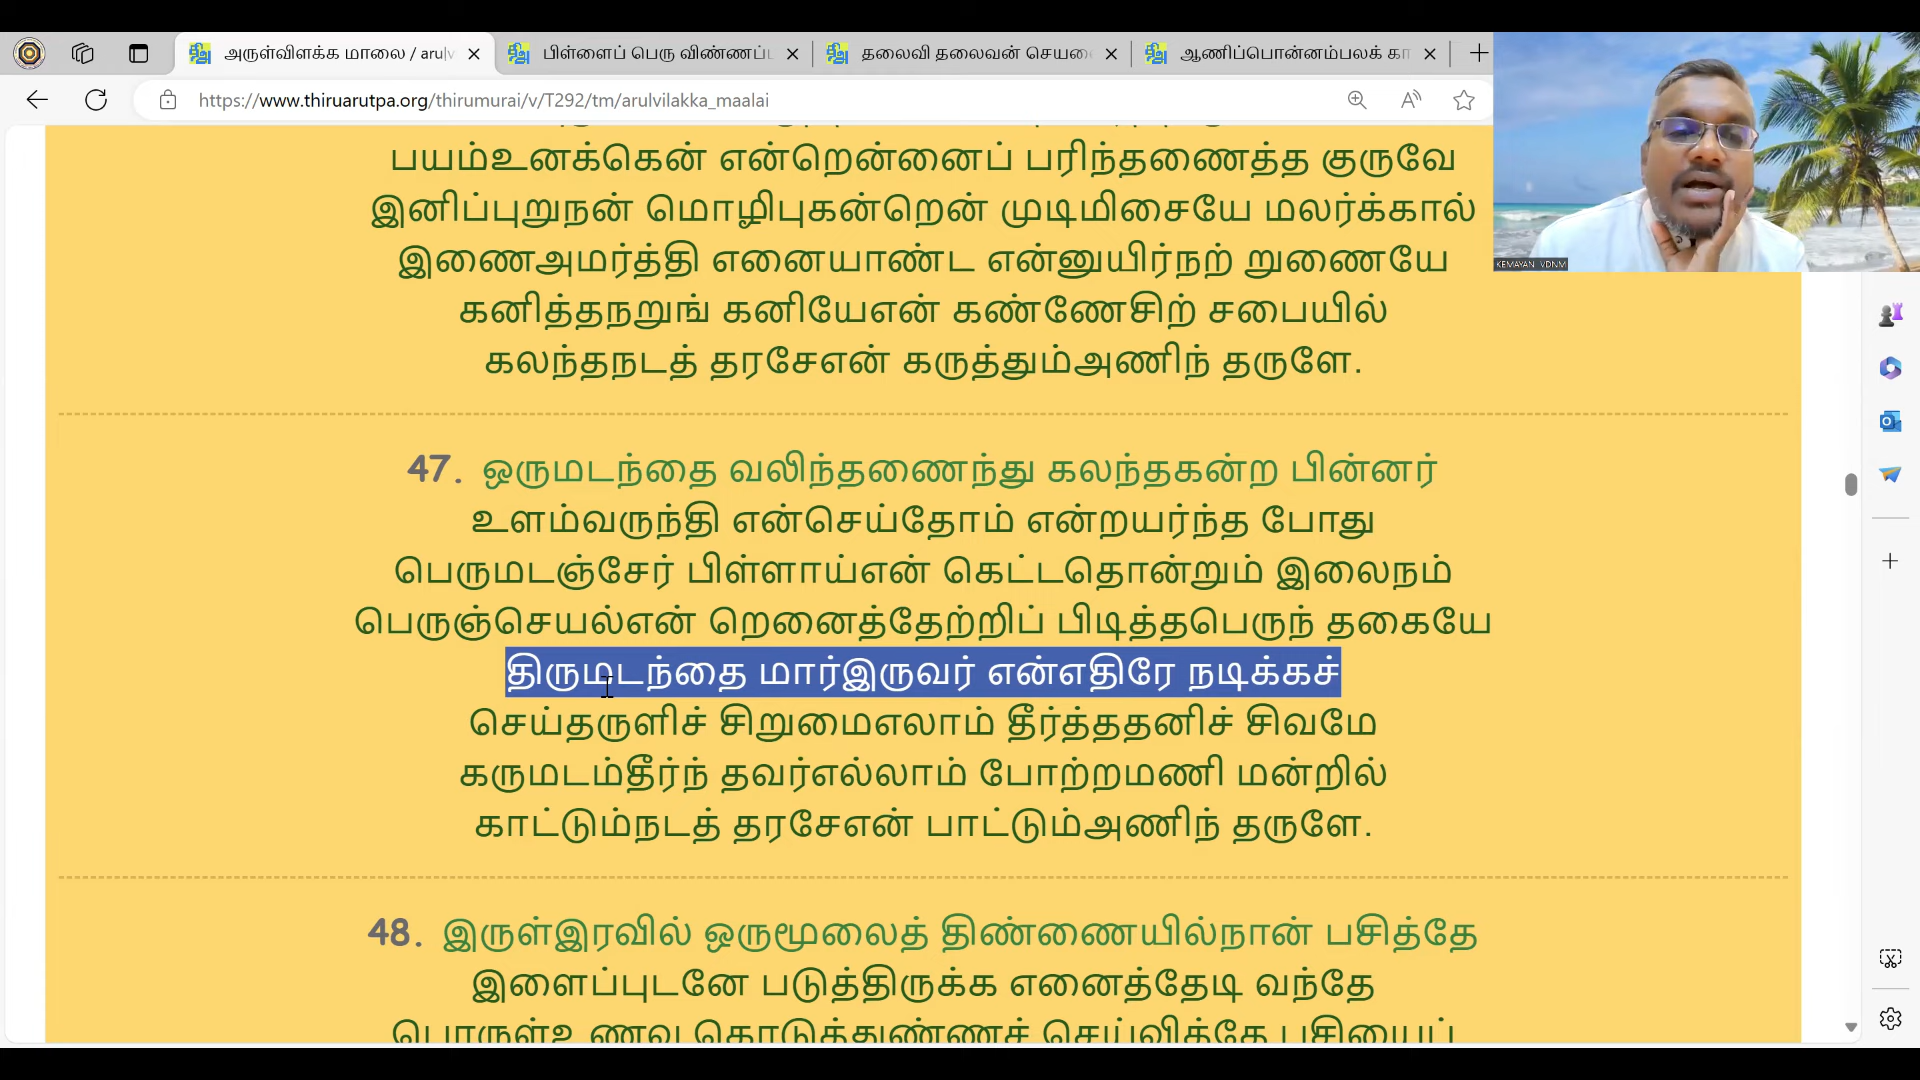 அருள்விளக்க மாலை / arulv
பிள்ளைப் பெரு விண்ணப்ப
தலைவி தலைவன் செயலை
ஆணிப்பொன்னம்பலக் கா
https://www.thiruarutpa.org/thirumurai/v/T292/tm/arulvilakka_maalai
KEMAYAN_VDNM
பயம்உனக்கென் என்றென்னைப் பரிந்தணைத்த குருவே
இனிப்புறுநன் மொழிபுகன்றென் முடிமிசையே மலர்க்கால்
இணைஅமர்த்தி எனையாண்ட என்னுயிர்நற் றுணையே
கனித்தநறுங் கனியேஎன் கண்ணேசிற் சபையில்
கலந்தநடத் தரசேஎன் கருத்தும்அணிந் தருளே.
47. ஒருமடந்தை வலிந்தணைந்து கலந்தகன்ற பின்னர்
உளம்வருந்தி என்செய்தோம் என்றயர்ந்த போது
பெருமடஞ்சேர் பிள்ளாய்என் கெட்டதொன்றும் இலைநம்
பெருஞ்செயல்என் றெனைத்தேற்றிப் பிடித்தபெருந் தகையே
திருமடந்தை மார்இருவர் என்எதிரே நடிக்கச்
செய்தருளிச் சிறுமைஎலாம் தீர்த்ததனிச் சிவமே
கருமடம்தீர்ந் தவர்எல்லாம் போற்றமணி மன்றில்
காட்டும்நடத் தரசேஎன் பாட்டும்அணிந் தருளே.
48. இருள்இரவில் ஒருமூலைத் திண்ணையில்நான் பசித்தே
இளைப்புடனே படுத்திருக்க எனைத்தேடி வந்தே
பொருள்உணவு கொடுத்துண்ணச் செய்வித்தே பசியைப்